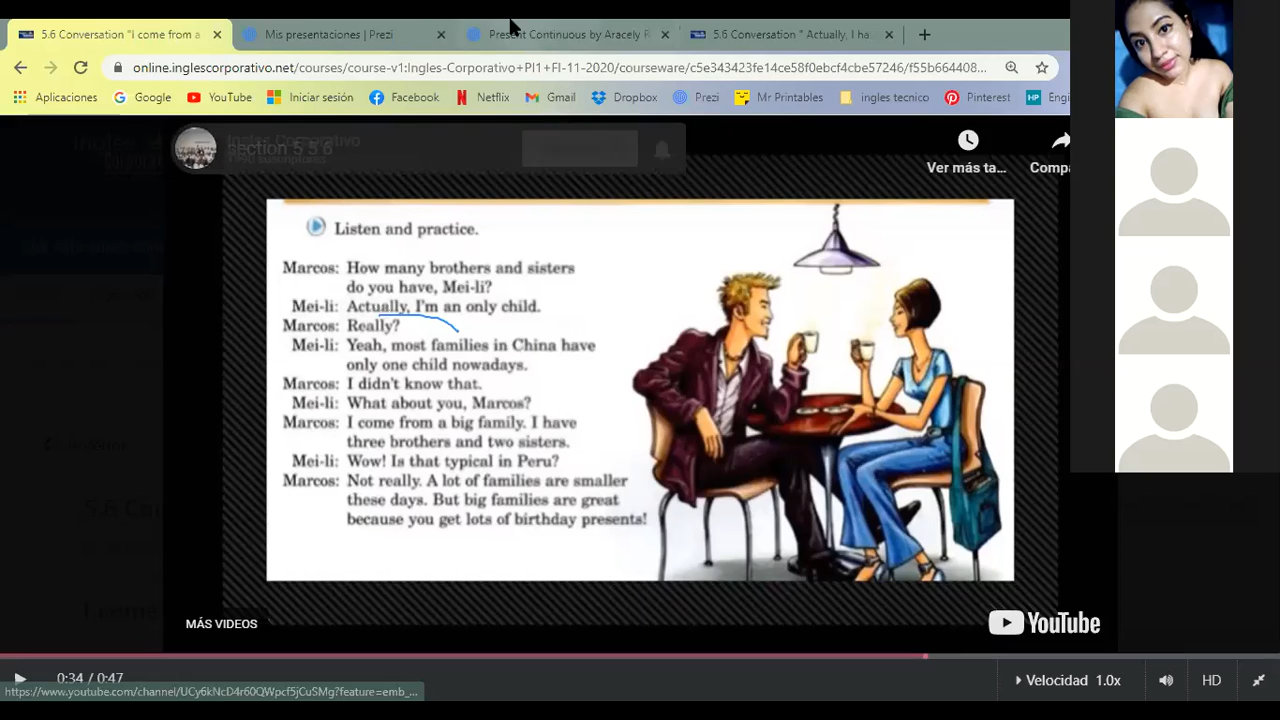 5.6 Conversation "I come from a
Mis presentaciones | Prezi
Present Continuous by Aracely R
5.6 Conversation " Actually, I ha
online.inglescorporativo.net/courses/course-v1:Ingles-Corporativo+PI1+FI-11-2020/courseware/c5e343423fe14ce58f0ebcf4cbe57246/f55b664408...
Aplicaciones
Google
YouTube
Iniciar sesión
Facebook
Netflix
Gmail
Dropbox
Prezi
Mr Printables
ingles tecnico
Pinterest
Engl
Ingles Corporativo
section 5 5 6
suscriptores
Ver más ta...
Compa
Listen and practice.
Marcos: How many brothers and sisters
do you have, Mei-li?
Mei-li: Actually, I'm an only child.
Marcos: Really?
Mei-li: Yeah, most families in China have
only one child nowadays.
Marcos: I didn't know that.
Mei-li: What about you, Marcos?
Marcos: I come from a big family. I have
three brothers and two sisters.
Mei-li: Wow! Is that typical in Peru?
Marcos: Not really. A lot of families are smaller
these days. But big families are great
because you get lots of birthday presents!
MÁS VIDEOS
YouTube
0:34 / 0:47
Velocidad 1.0x
HD
https://www.youtube.com/channel/UCy6kNcD4r60QWpcf5jCuSMg?feature=emb_...